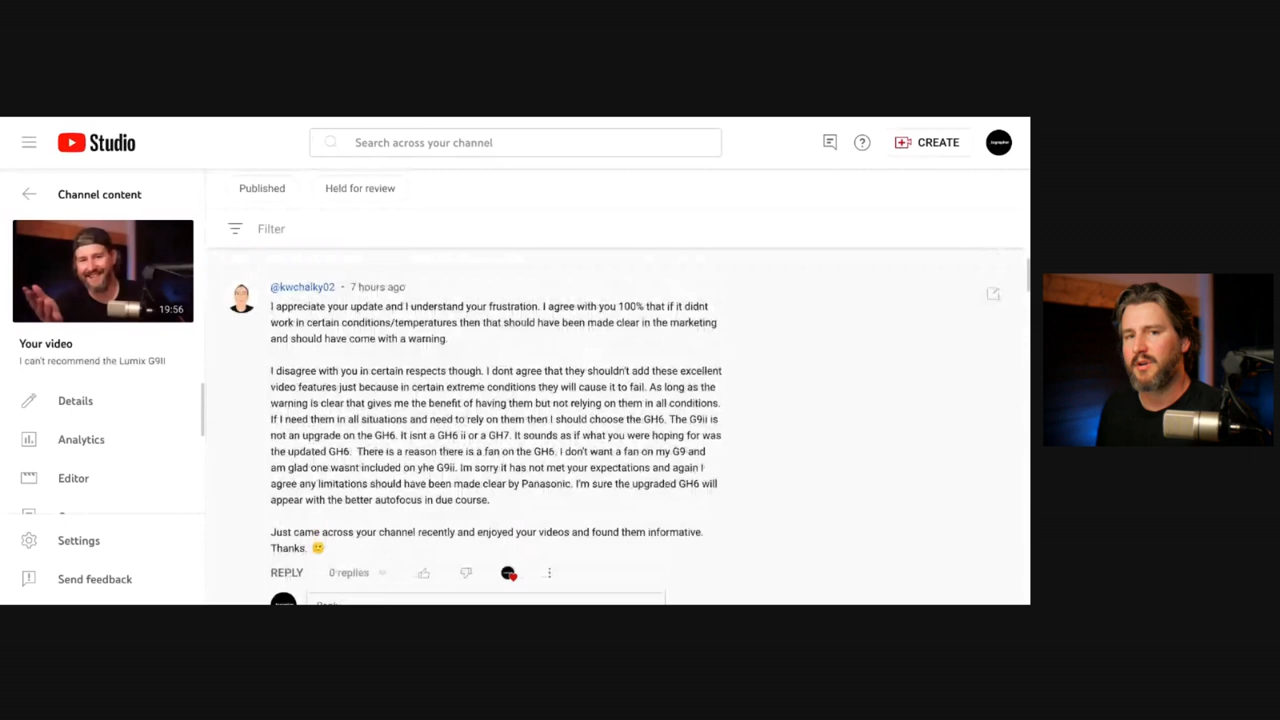 Studio
Search across your channel
CREATE
Channel content
Published
Held for review
Filter
19:56
Your video
I can't recommend the Lumix G9II
Details
Analytics
Editor
Settings
Send feedback
@kwchalky02 • 7 hours ago
I appreciate your update and I understand your frustration. I agree with you 100% that if it didnt
work in certain conditions/temperatures then that should have been made clear in the marketing
and should have come with a warning.
I disagree with you in certain respects though. I dont agree that they shouldn't add these excellent
video features just because in certain extreme conditions they will cause it to fail. As long as the
warning is clear that gives me the benefit of having them but not relying on them in all conditions.
If I need them in all situations and need to rely on them then I should choose the GH6. The G9ii is
not an upgrade on the GH6. It isnt a GH6 ii or a GH7. It sounds as if what you were hoping for was
the updated GH6. There is a reason there is a fan on the GH6. I don't want a fan on my G9 and
am glad one wasnt included on yhe G9ii. Im sorry it has not met your expectations and again I
agree any limitations should have been made clear by Panasonic. I'm sure the upgraded GH6 will
appear with the better autofocus in due course.
Just came across your channel recently and enjoyed your videos and found them informative.
Thanks. 🙂
REPLY
0 replies